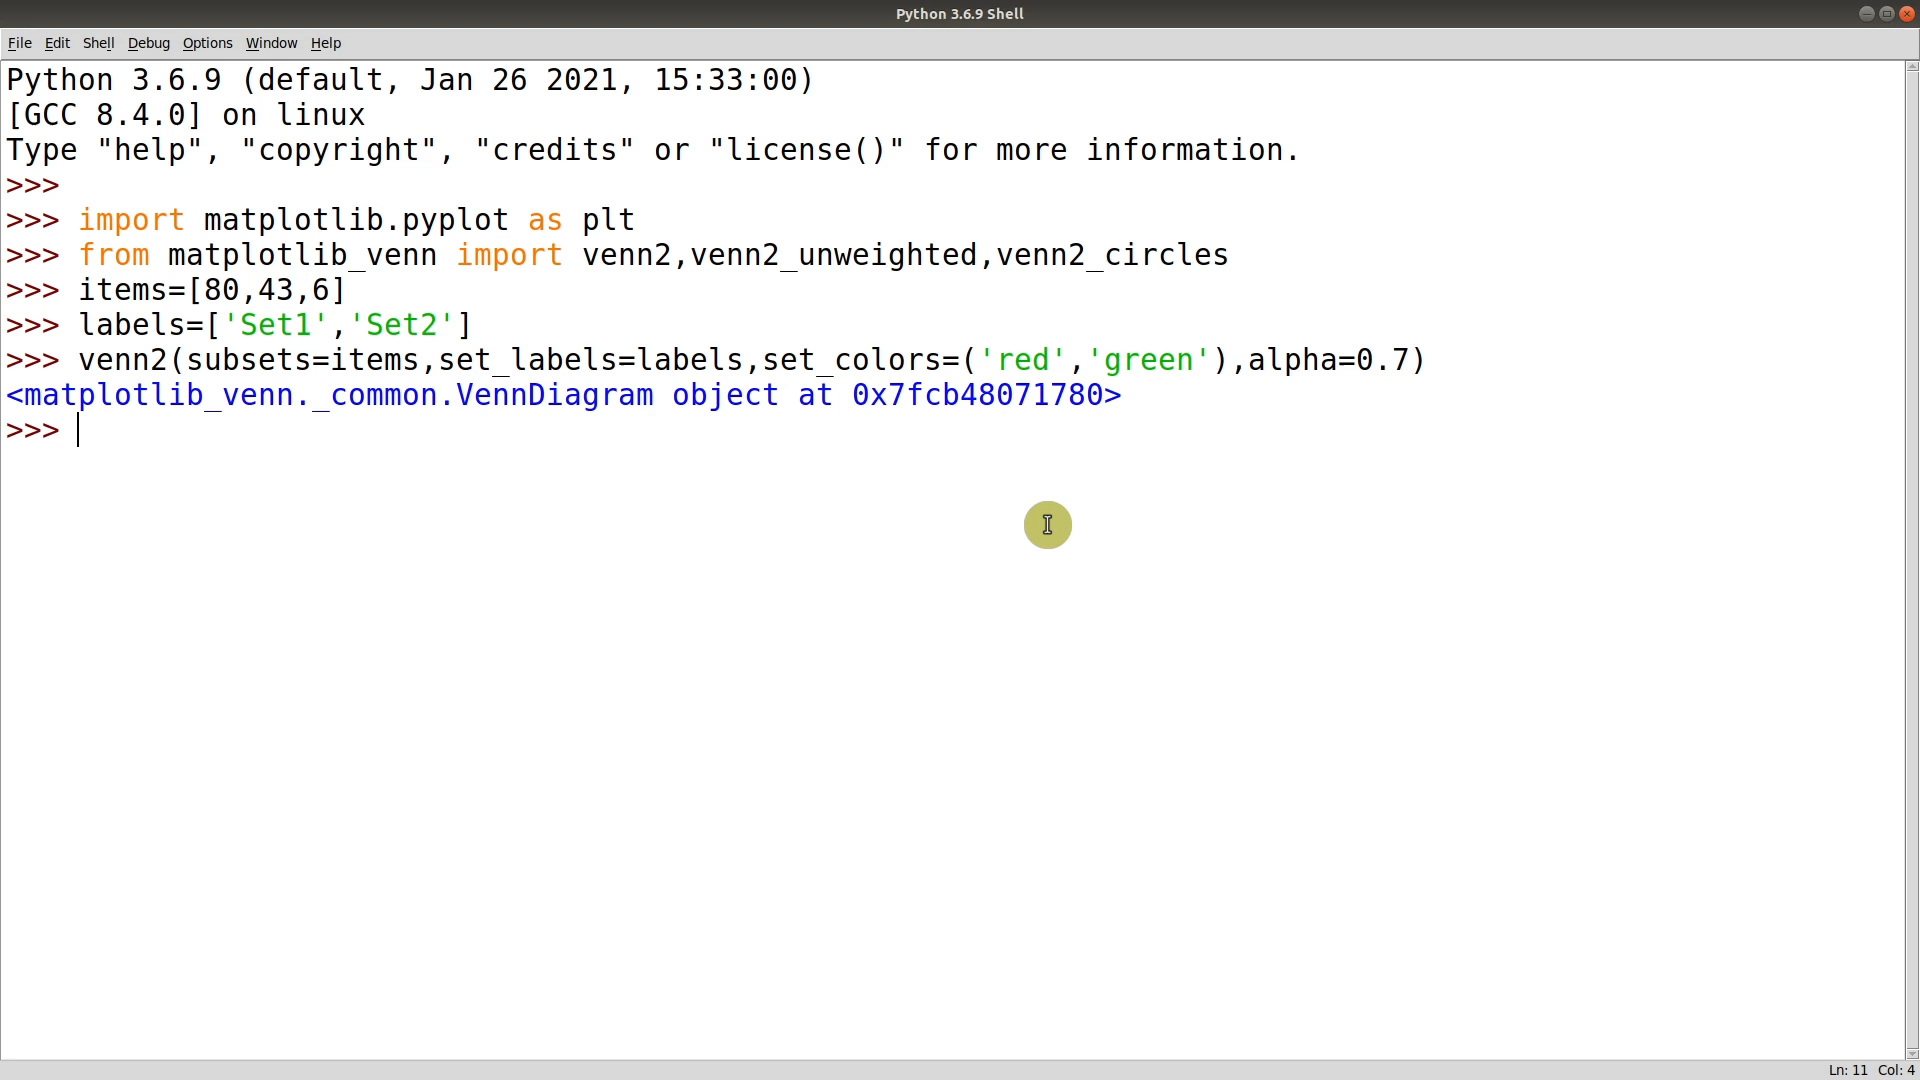 Python 3.6.9 Shell
File Edit Shell Debug Options Window Help
Python 3.6.9 (default, Jan 26 2021, 15:33:00)
[GCC 8.4.0] on linux
Type "help", "copyright", "credits" or "license()" for more information.
>>>
>>> import matplotlib.pyplot as plt
>>> from matplotlib_venn import venn2,venn2_unweighted,venn2_circles
>>> items=[80,43,6]
>>> labels=['Set1','Set2']
>>> venn2(subsets=items,set_labels=labels,set_colors=('red','green'),alpha=0.7)
<matplotlib_venn._common.VennDiagram object at 0x7fcb48071780>
>>>
Ln: 11 Col: 4